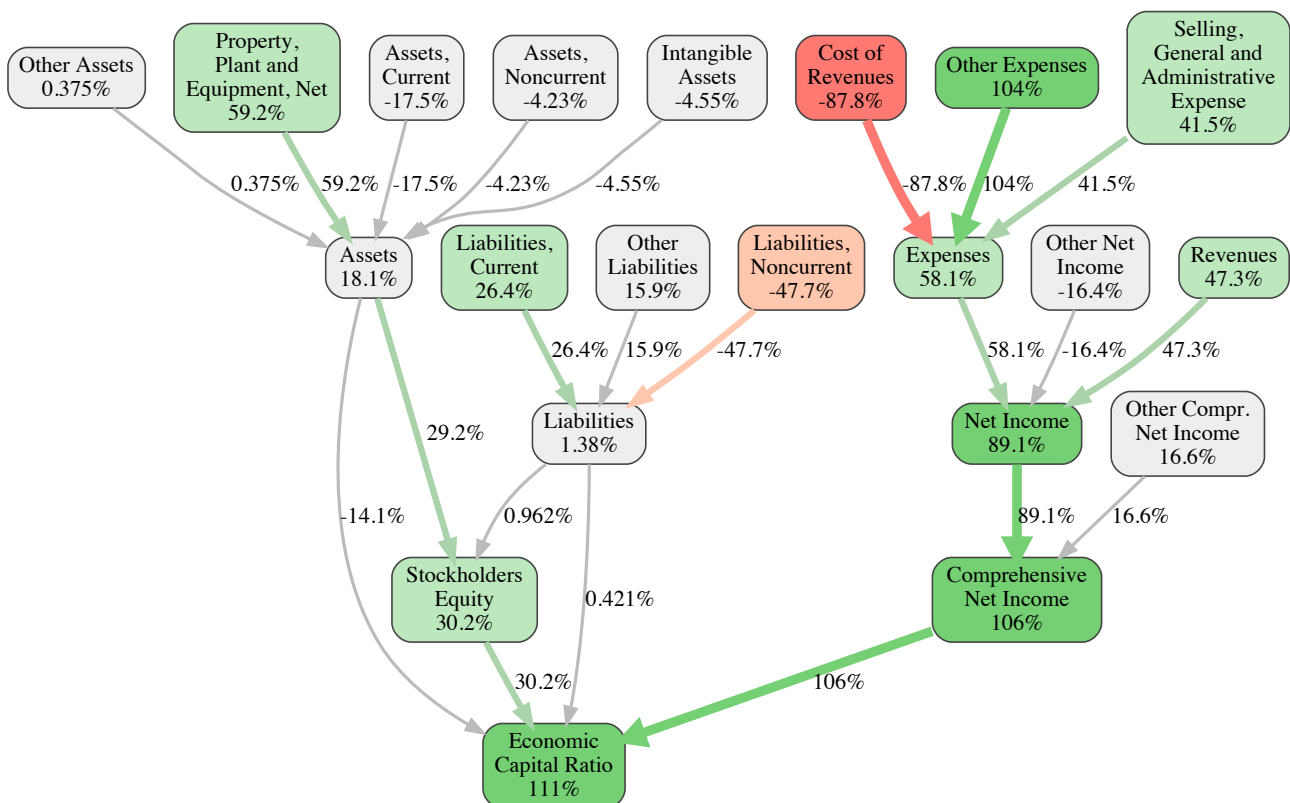 Other Assets
0.375%
Property,
Plant and
Equipment, Net
59.2%
Assets,
Current
-17.5%
Assets,
Noncurrent
-4.23%
Intangible
Assets
-4.55%
Cost of
Revenues
-87.8%
Other Expenses
104%
Selling,
General and
Administrative
Expense
41.5%
0.375%
59.2%
-17.5%
-4.23%
-4.55%
-87.8%
104%
41.5%
Assets
18.1%
Liabilities,
Current
26.4%
Other
Liabilities
15.9%
Liabilities,
Noncurrent
-47.7%
Expenses
58.1%
Other Net
Income
-16.4%
Revenues
47.3%
26.4%
15.9%
-47.7%
58.1%
-16.4%
47.3%
29.2%
Liabilities
1.38%
Net Income
89.1%
Other Compr.
Net Income
16.6%
-14.1%
0.962%
89.1%
16.6%
Stockholders
Equity
30.2%
0.421%
Comprehensive
Net Income
106%
30.2%
106%
Economic
Capital Ratio
111%